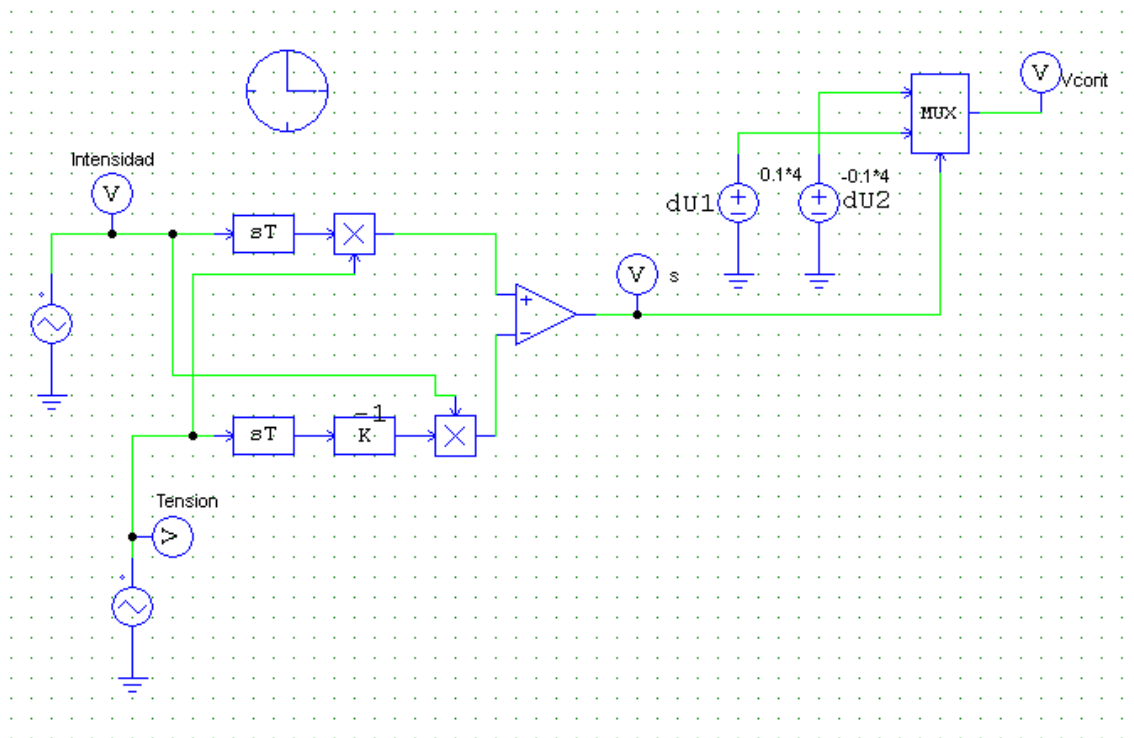 V
Vcont
MUX
Intensidad
V
0.1*4
-0.1*4
dU1
dU2
sT
V
s
-1
sT
K
Tension
V